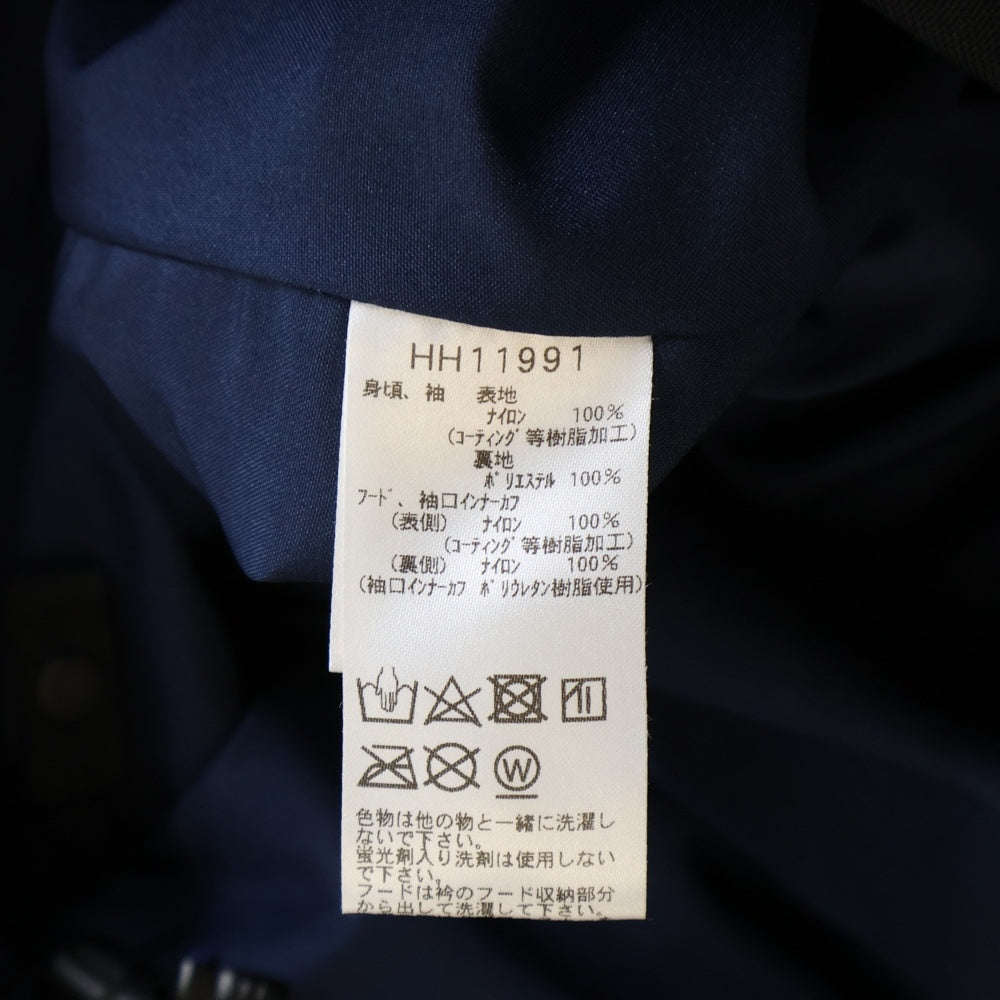 HH11991
身頃、袖 表地
ナイロン 100%
(コーティング等樹脂加工)
裏地
ポリエステル 100%
フード、袖口インナーカフ
(表側) ナイロン 100%
(コーティング等樹脂加工)
(裏側) ナイロン 100%
(袖口インナーカフ ポリウレタン樹脂使用)
W
色物は他の物と一緒に洗濯し
ないで下さい。
蛍光剤入り洗剤は使用しない
で下さい。
フードは衿のフード収納部分
から出して洗濯して下さい。